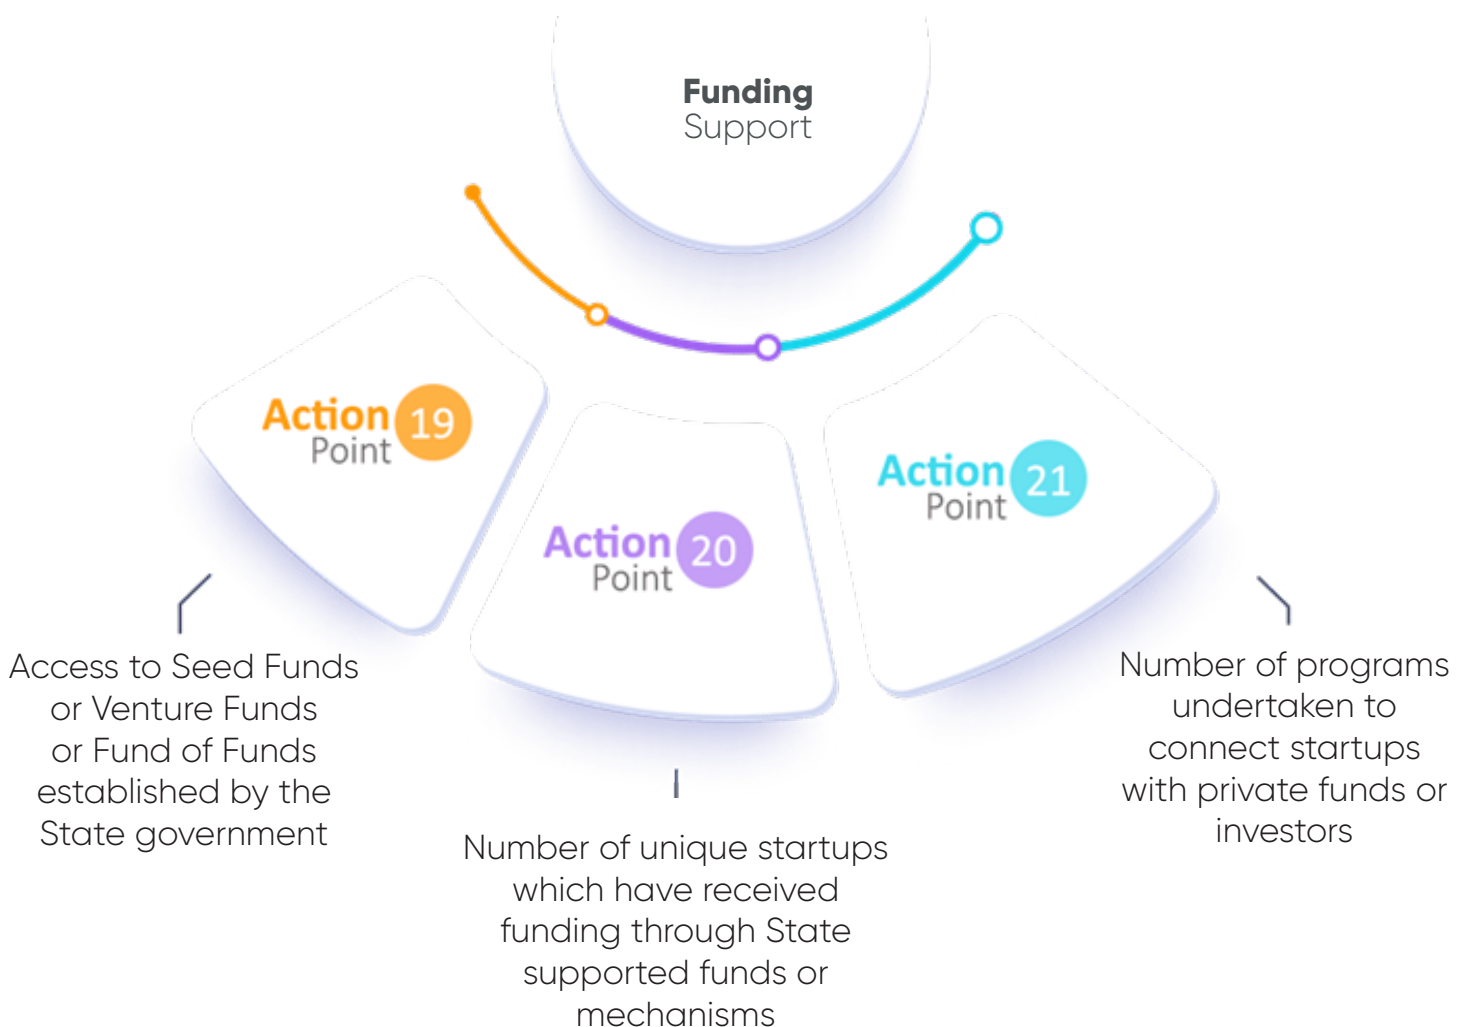 Funding
Support
Action
Point
19
Action
Point
20
Action
Point
21
Access to Seed Funds
or Venture Funds
or Fund of Funds
established by the
State government
Number of unique startups
which have received
funding through State
supported funds or
mechanisms
Number of programs
undertaken to
connect startups
with private funds or
investors